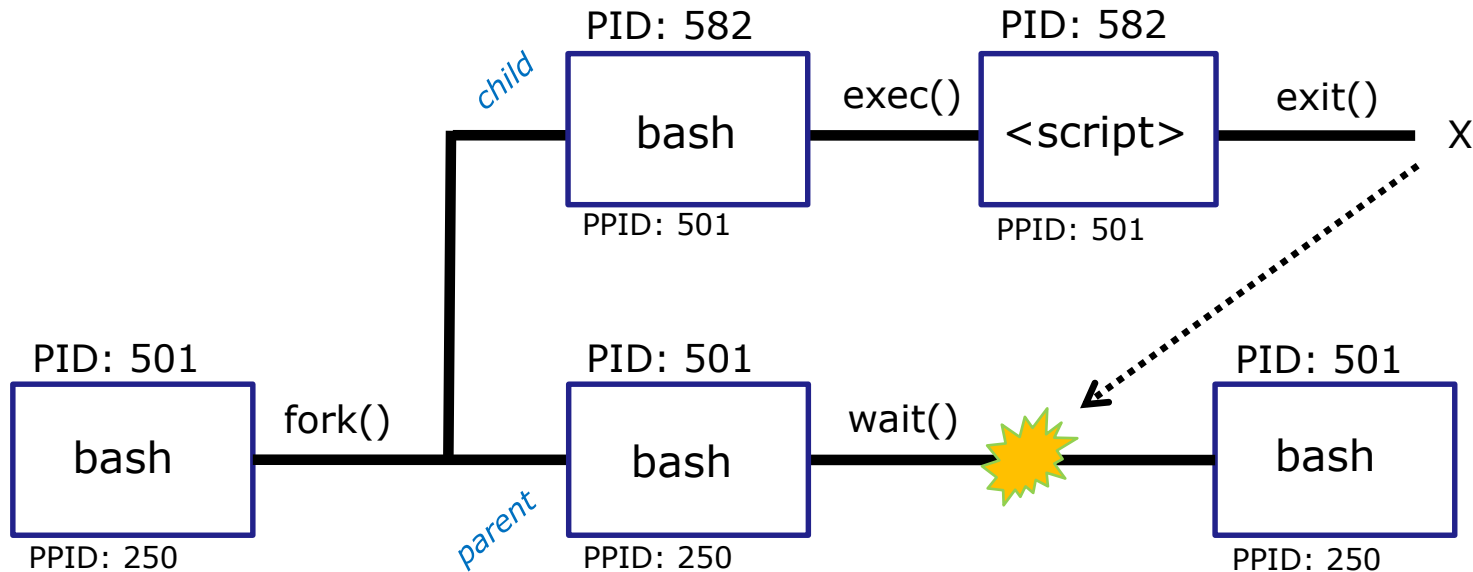 PID: 582
PID: 582
child
exec()
exit()
bash
<script>
X
PPID: 501
PPID: 501
PID: 501
PID: 501
PID: 501
fork()
wait()
bash
bash
bash
parent
PPID: 250
PPID: 250
PPID: 250